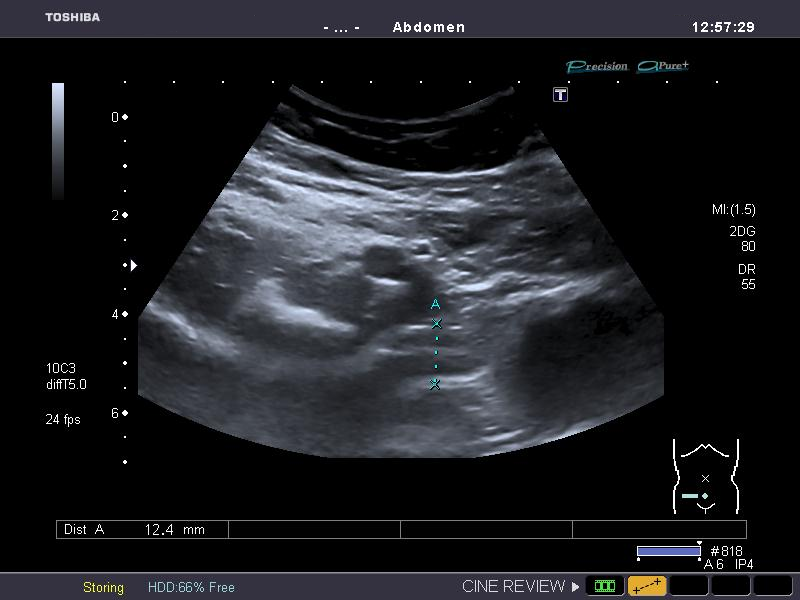 TOSHIBA
- ... - Abdomen 12:57:29
Precision APure+
T
0
2
4
6
MI:(1.5)
2DG
80
DR
55
A
10C3
diffT5.0
24 fps
Dist A 12.4 mm
#818
A 6 IP4
Storing HDD:66% Free CINE REVIEW